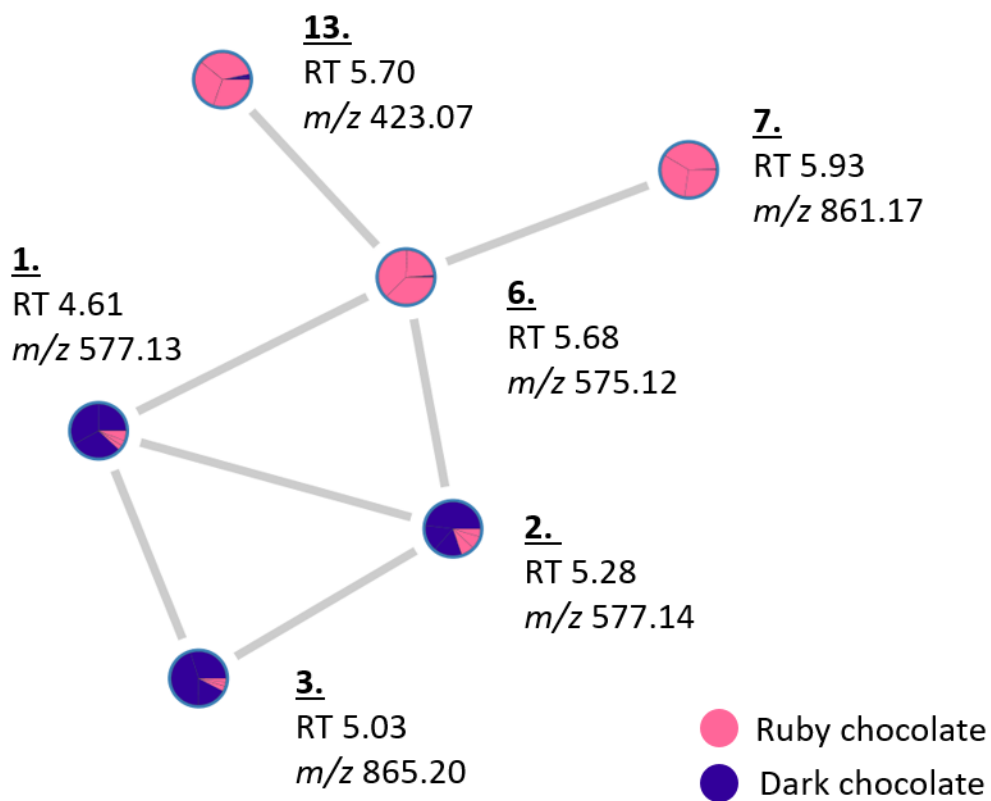 13.
RT 5.70
m/z 423.07
7.
RT 5.93
m/z 861.17
1.
RT 4.61
m/z 577.13
6.
RT 5.68
m/z 575.12
2.
RT 5.28
m/z 577.14
3.
RT 5.03
m/z 865.20
Ruby chocolate
Dark chocolate